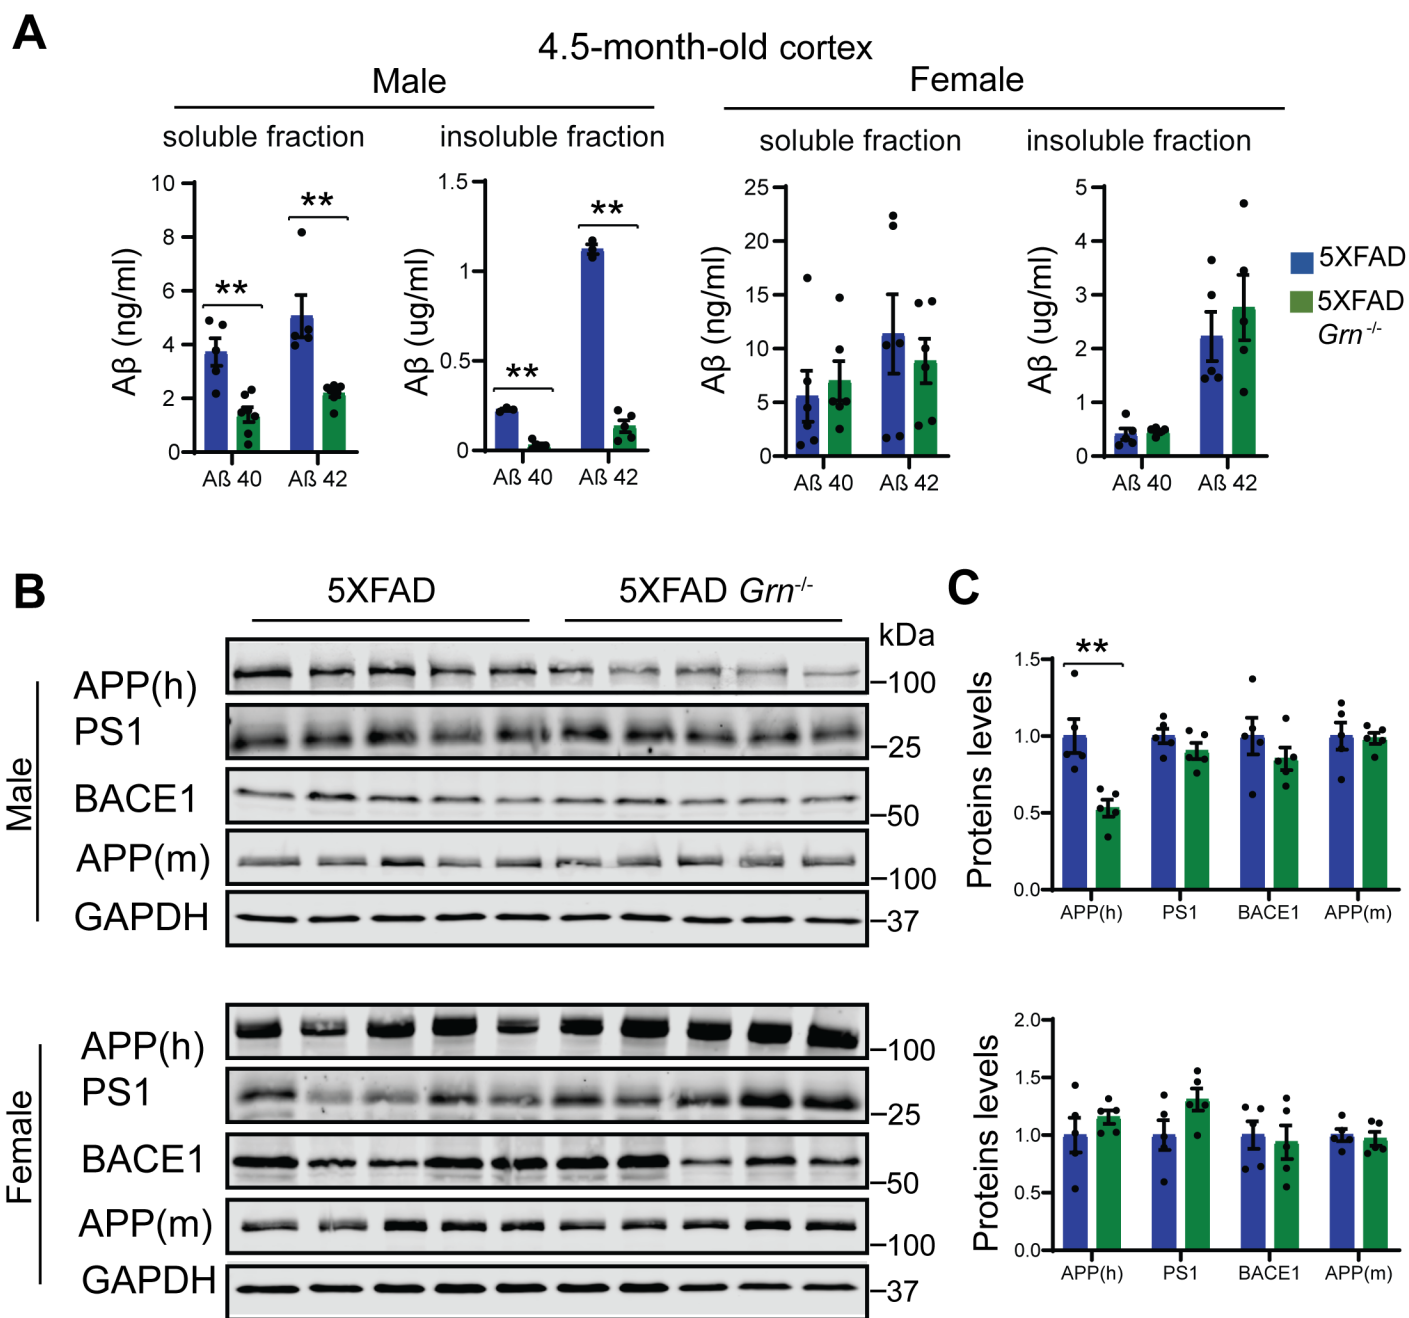 A
4.5-month-old cortex
Male
Female
soluble fraction
insoluble fraction
soluble fraction
insoluble fraction
Aβ (ng/ml)
10
8
6
4
2
0
**
**
Aß 40
Aß 42
Aβ (ug/ml)
1.5
1
0.5
0
**
**
Aß 40
Aß 42
Aβ (ng/ml)
25
20
15
10
5
0
Aß 40
Aß 42
Aβ (ug/ml)
5
4
3
2
1
0
Aß 40
Aß 42
5XFAD
5XFAD
Grn-/-
B
5XFAD
5XFAD Grn-/-
kDa
Male
APP(h)
–100
PS1
–25
BACE1
–50
APP(m)
–100
GAPDH
–37
Female
APP(h)
–100
PS1
–25
BACE1
–50
APP(m)
–100
GAPDH
–37
C
Proteins levels
1.5
1.0
0.5
0.0
**
APP(h)
PS1
BACE1
APP(m)
Proteins levels
2.0
1.5
1.0
0.5
0.0
APP(h)
PS1
BACE1
APP(m)